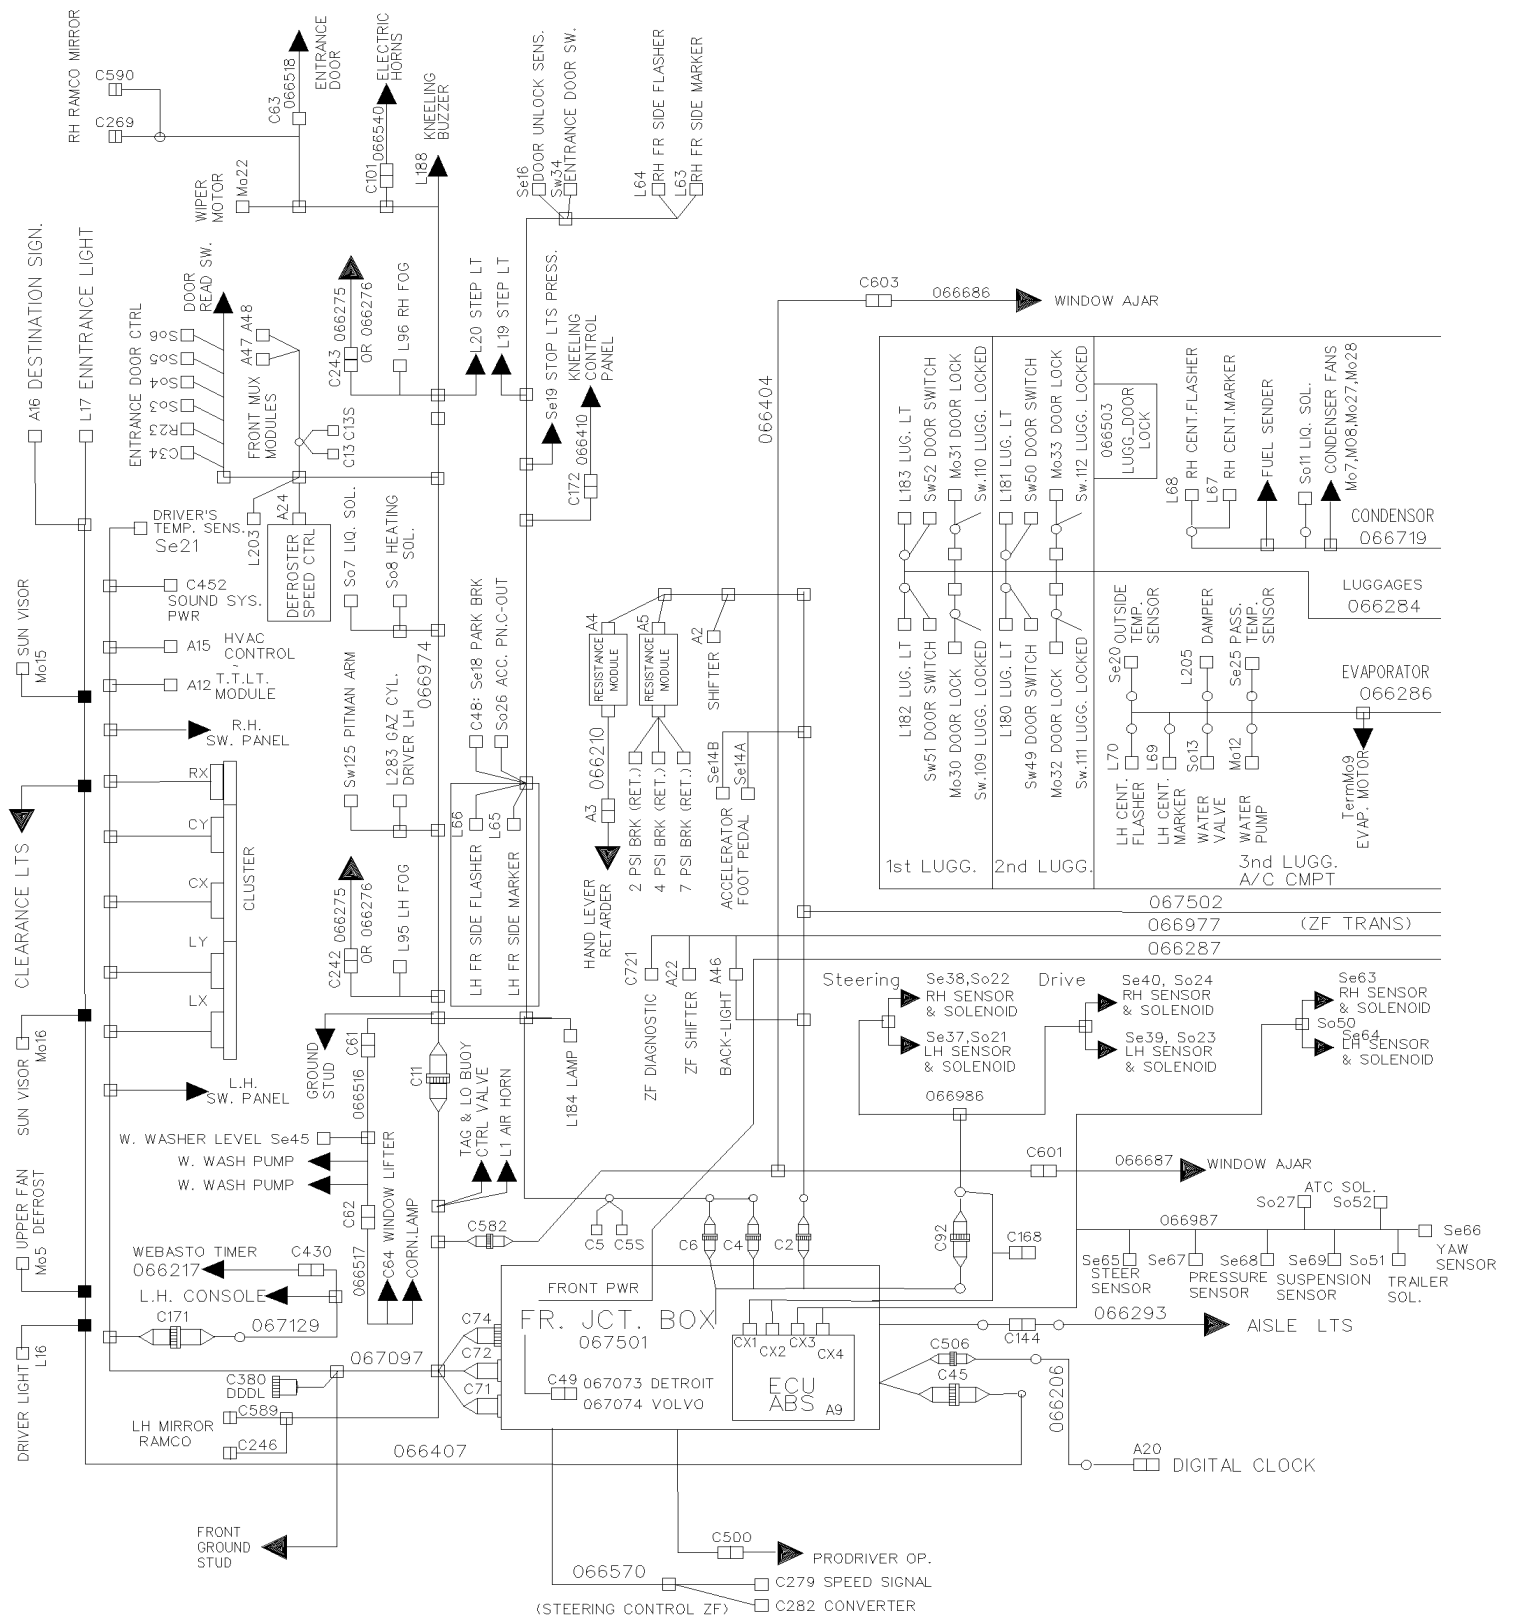 RH RAMCO MIRROR
C590
C269
C63
066518
ENTRANCE
DOOR
C101
066540
ELECTRIC
HORNS
L188
KNEELING
BUZZER
WIPER
MOTOR
Mo22
Se16
DOOR UNLOCK SENS.
Sw34
ENTRANCE DOOR SW.
L64
RH FR SIDE FLASHER
L63
RH FR SIDE MARKER
A16 DESTINATION SIGN.
L17 ENNTRANCE LIGHT
ENTRANCE DOOR CTRL
DOOR
READ SW.
So6
So5
So4
So3
R23
C34
A47
A48
FRONT MUX
MODULES
C13
C13S
C243
066275
OR 066276
L96 RH FOG
L20 STEP LT
L19 STEP LT
Se19 STOP LTS PRESS.
KNEELING
CONTROL
PANEL
C172
066410
066404
C603
066686
WINDOW AJAR
DRIVER'S
TEMP. SENS.
Se21
L203
A24
DEFROSTER
SPEED CTRL
So7 LIQ. SOL.
So8 HEATING
SOL.
C452
SOUND SYS.
PWR
A15
HVAC
CONTROL
A12
T.T.LT.
MODULE
R.H.
SW. PANEL
SUN VISOR
Mo15
CLEARANCE LTS
RX
CY
CX
LY
LX
CLUSTER
L.H.
SW. PANEL
066974
Sw125 PITMAN ARM
L283 GAZ CYL.
DRIVER LH
C48: Se18 PARK BRK
So26 ACC. PN.C-OUT
L66
L65
LH FR SIDE FLASHER
LH FR SIDE MARKER
C242
066275
OR 066276
L95 LH FOG
A4
RESISTANCE
MODULE
A5
RESISTANCE
MODULE
A2
SHIFTER
066210
A3
HAND LEVER
RETARDER
2 PSI BRK (RET.)
4 PSI BRK (RET.)
7 PSI BRK (RET.)
Se14B
Se14A
ACCELERATOR
FOOT PEDAL
L183 LUG. LT
Sw52 DOOR SWITCH
Mo31 DOOR LOCK
Sw.110 LUGG. LOCKED
L181 LUG. LT
Sw50 DOOR SWITCH
Mo33 DOOR LOCK
Sw.112 LUGG. LOCKED
066503
LUGG_DOOR
LOCK
L68
RH CENT.FLASHER
L67
RH CENT.MARKER
FUEL SENDER
So11 LIQ. SOL.
CONDENSER FANS
Mo7,MO8,Mo27,Mo28
CONDENSOR
066719
LUGGAGES
066284
EVAPORATOR
066286
L182 LUG. LT
Sw51 DOOR SWITCH
Mo30 DOOR LOCK
Sw.109 LUGG. LOCKED
L180 LUG. LT
Sw49 DOOR SWITCH
Mo32 DOOR LOCK
Sw.111 LUGG. LOCKED
Se20
OUTSIDE
TEMP.
SENSOR
L205
DAMPER
Se25
PASS.
TEMP.
SENSOR
L70
LH CENT.
FLASHER
L69
LH CENT.
MARKER
So13
WATER
VALVE
Mo12
WATER
PUMP
TermMo9
EVAP. MOTOR
1st LUGG.
2nd LUGG.
3nd LUGG.
A/C CMPT
067502
066977
(ZF TRANS)
066287
C721
ZF DIAGNOSTIC
A22
ZF SHIFTER
A46
BACK-LIGHT
Steering
Se38,So22
RH SENSOR
& SOLENOID
Se37,So21
LH SENSOR
& SOLENOID
Drive
Se40, So24
RH SENSOR
& SOLENOID
Se39, So23
LH SENSOR
& SOLENOID
Se63
RH SENSOR
& SOLENOID
So50
Se64
LH SENSOR
& SOLENOID
066986
SUN VISOR
Mo16
GROUND
STUD
C61
066516
C11
L184 LAMP
W. WASHER LEVEL Se45
W. WASH PUMP
W. WASH PUMP
C62
066517
C64 WINDOW LIFTER
CORN.LAMP
TAG & LO BUOY
CTRL VALVE
L1 AIR HORN
C582
C601
066687
WINDOW AJAR
C5
C5S
C6
C4
C2
C92
C168
066987
ATC SOL.
So27
So52
Se66
YAW
SENSOR
Se65
STEER
SENSOR
Se67
PRESSURE
SENSOR
Se68
SUSPENSION
SENSOR
Se69
So51
TRAILER
SOL.
UPPER FAN
DEFROST
Mo5
WEBASTO TIMER
066217
C430
L.H. CONSOLE
C171
067129
DRIVER LIGHT
L16
067097
C380
DDDL
C589
LH MIRROR
RAMCO
C246
066407
C74
C72
C71
FRONT PWR
FR. JCT. BOX
067501
C49
067073 DETROIT
067074 VOLVO
CX1
CX2
CX3
CX4
ECU
ABS
A9
066293
C144
AISLE LTS
C506
C45
066206
A20
DIGITAL CLOCK
FRONT
GROUND
STUD
C500
PRODRIVER OP.
066570
(STEERING CONTROL ZF)
C279 SPEED SIGNAL
C282 CONVERTER